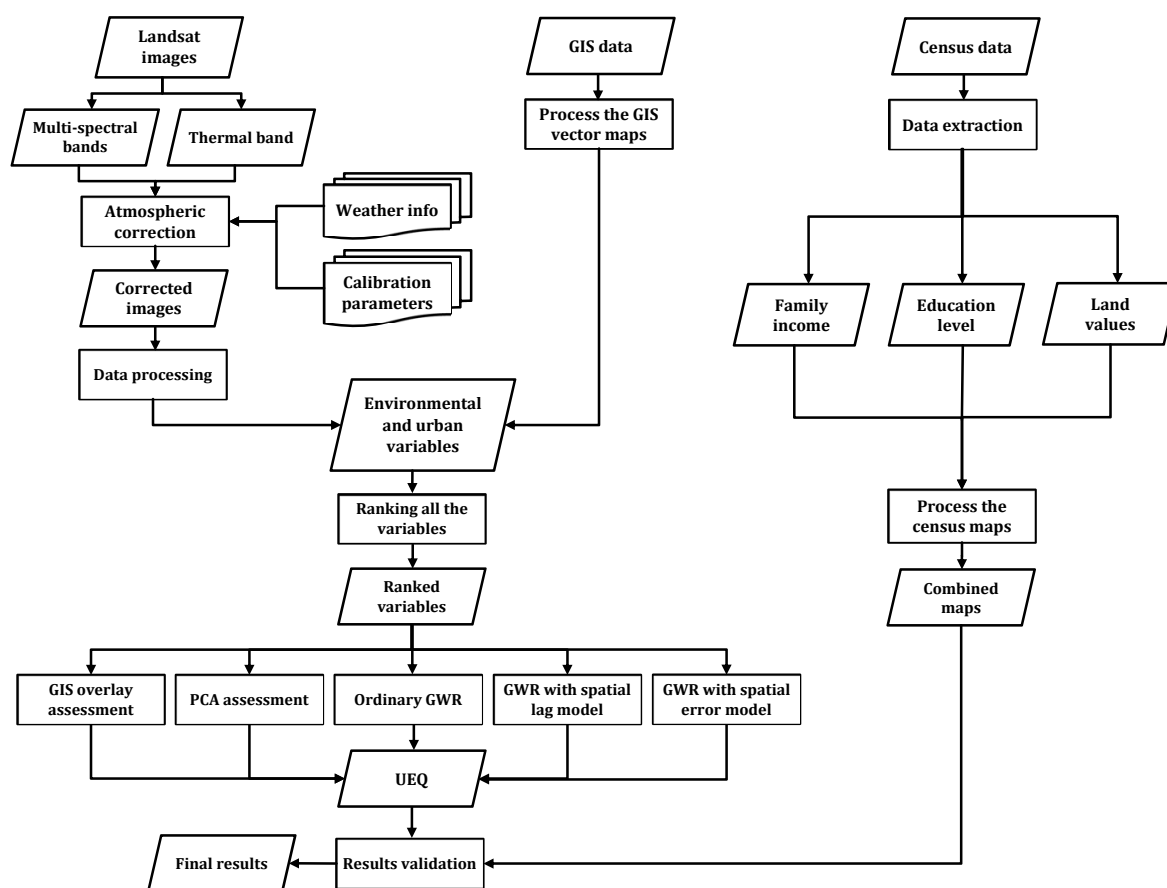 Landsat
images
GIS data
Census data
Multi-spectral
bands
Thermal band
Process the GIS
vector maps
Data extraction
Atmospheric
correction
Weather info
Corrected
images
Calibration
parameters
Family
income
Education
level
Land
values
Data processing
Environmental
and urban
variables
Ranking all the
variables
Process the
census maps
Ranked
variables
Combined
maps
GIS overlay
assessment
PCA assessment
Ordinary GWR
GWR with spatial
lag model
GWR with spatial
error model
UEQ
Final results
Results validation